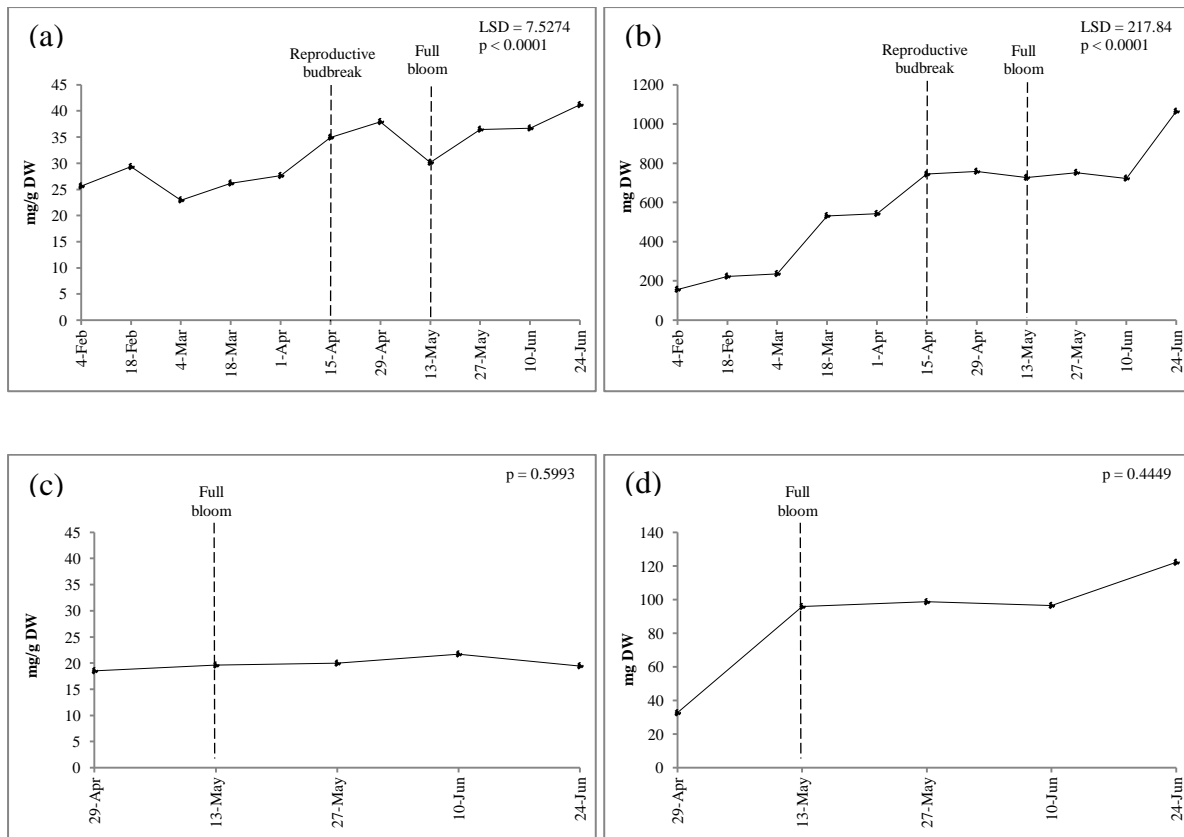 (a)
LSD = 7.5274
p < 0.0001
Reproductive
budbreak
Full
bloom
mg/g DW
45
40
35
30
25
20
15
10
5
0
4-Feb
18-Feb
4-Mar
18-Mar
1-Apr
15-Apr
29-Apr
13-May
27-May
10-Jun
24-Jun
(b)
LSD = 217.84
p < 0.0001
Reproductive
budbreak
Full
bloom
mg DW
1200
1000
800
600
400
200
0
4-Feb
18-Feb
4-Mar
18-Mar
1-Apr
15-Apr
29-Apr
13-May
27-May
10-Jun
24-Jun
(c)
p = 0.5993
Full
bloom
mg/g DW
45
40
35
30
25
20
15
10
5
0
29-Apr
13-May
27-May
10-Jun
24-Jun
(d)
p = 0.4449
Full
bloom
mg DW
140
120
100
80
60
40
20
0
29-Apr
13-May
27-May
10-Jun
24-Jun